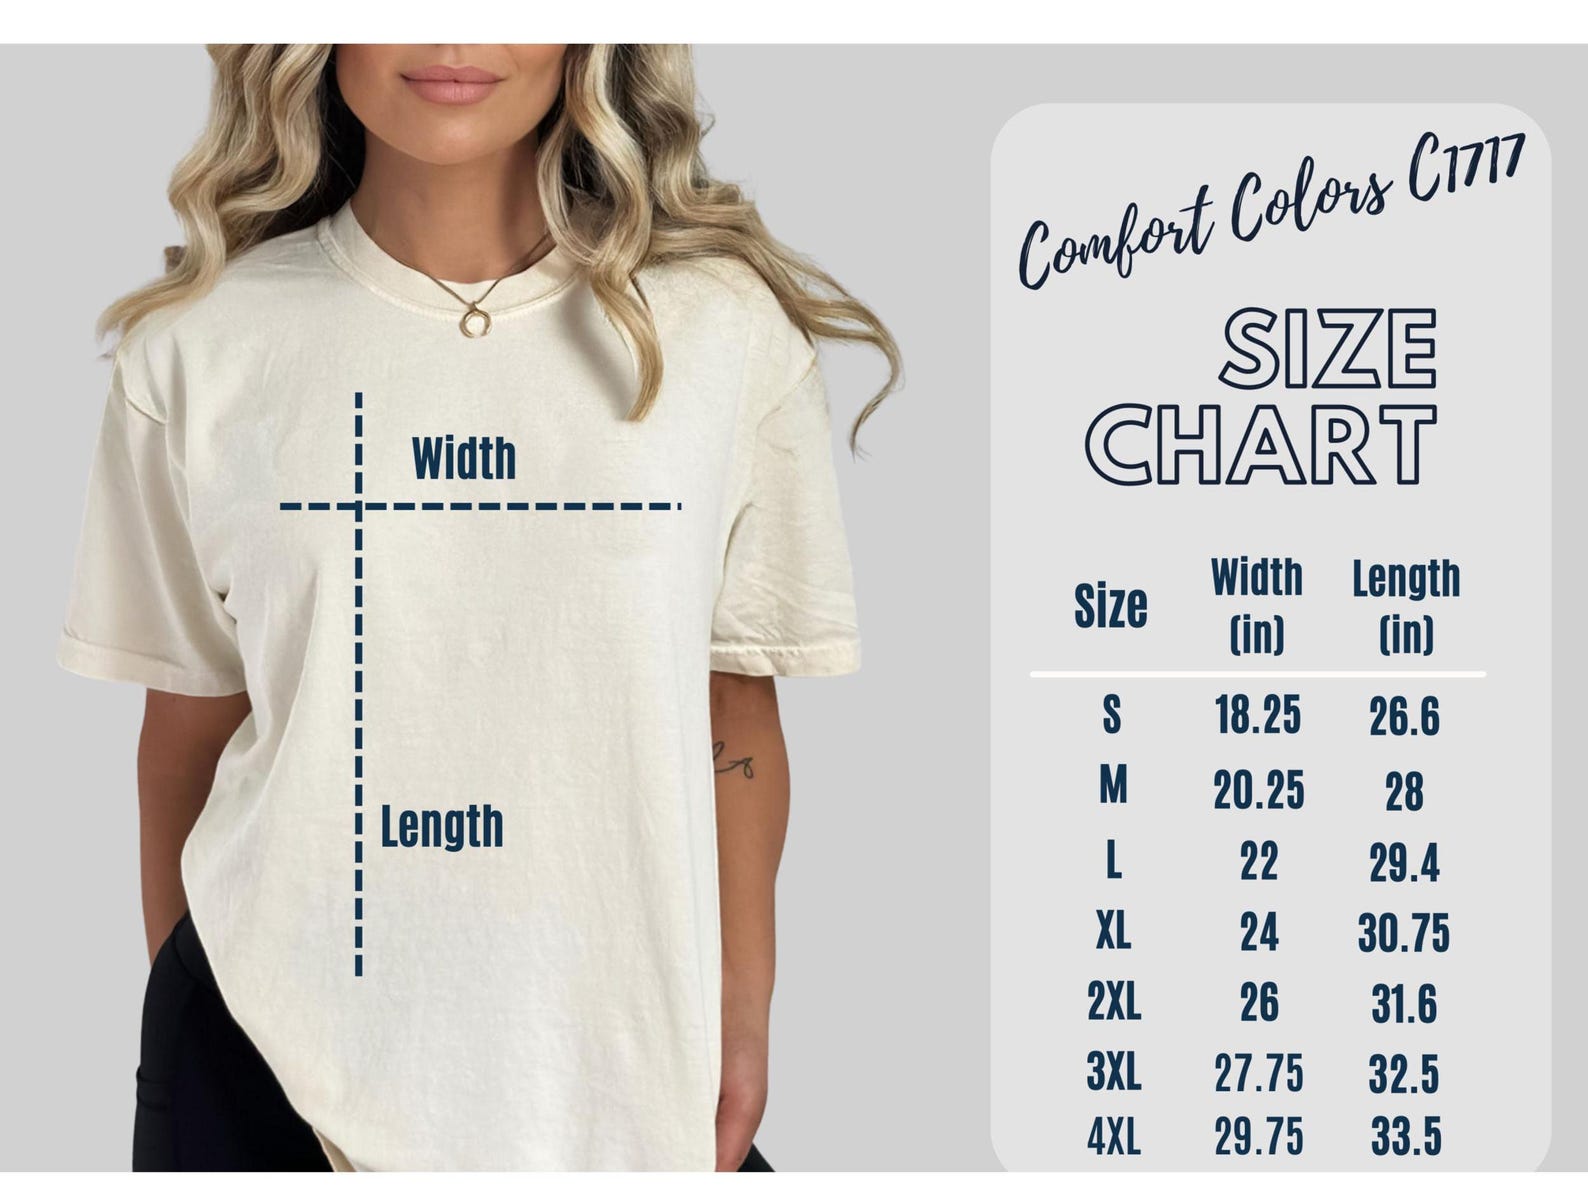 Width
Length
Comfort Colors C1717
SIZE
CHART
Size Width (in) Length (in)
S 18.25 26.6
M 20.25 28
L 22 29.4
XL 24 30.75
2XL 26 31.6
3XL 27.75 32.5
4XL 29.75 33.5